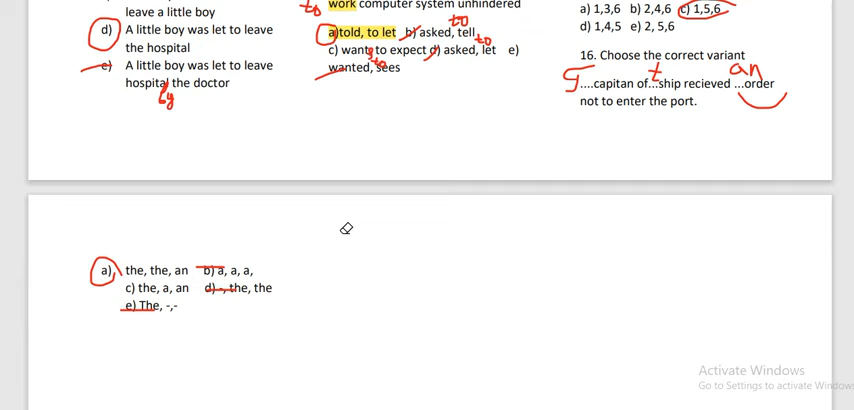 leave a little boy
d) A little boy was let to leave
the hospital
e) A little boy was let to leave
hospital the doctor
by
to
work computer system unhindered
to
a)told, to let b) asked, tell
to
c) want, to expect d) asked, let e)
s to
wanted, sees
a) 1,3,6 b) 2,4,6 c) 1,5,6
d) 1,4,5 e) 2, 5,6
16. Choose the correct variant
t an
....capitan of...ship recieved ...order
not to enter the port.
a) the, the, an b) a, a, a,
c) the, a, an d) -, the, the
e) The, -,-
Activate Windows
Go to Settings to activate Windows